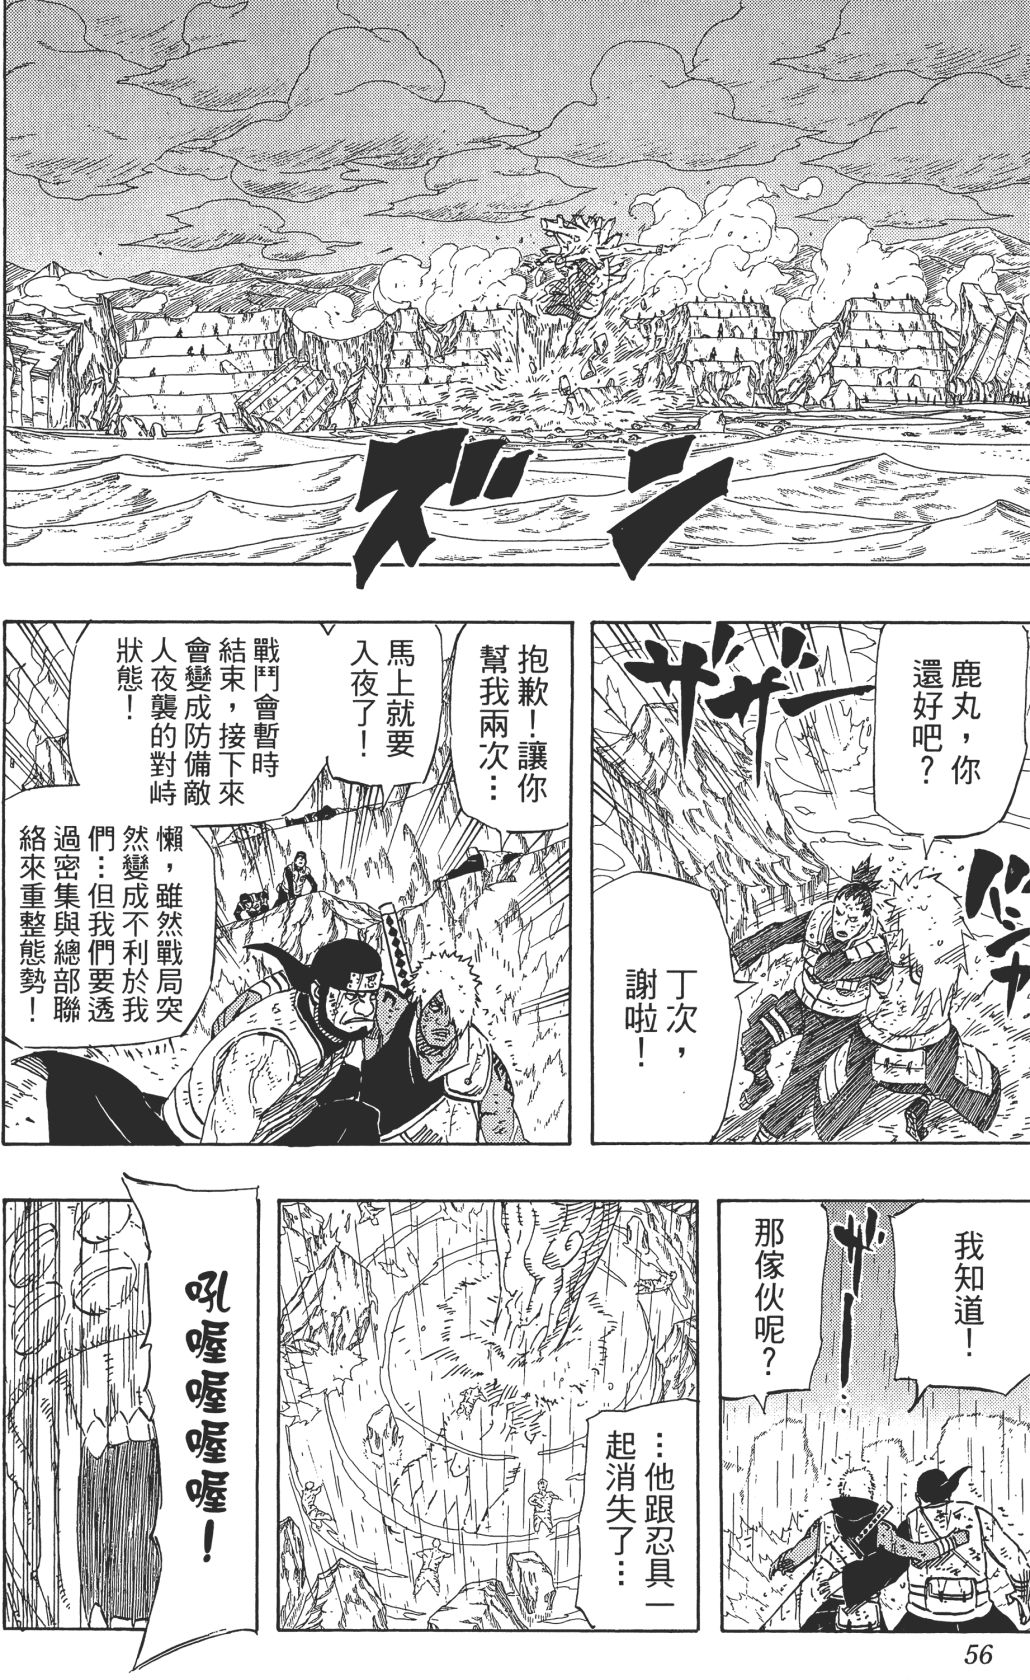 ズン
鹿丸，你
還好吧？
ザザー
丁次，
謝啦！
抱歉！讓你
幫我兩次…
馬上就要
入夜了！
戰鬥會暫時
結束，接下來
會變成防備敵
人夜襲的對峙
狀態！
懶，雖然戰局突
然變成不利於我
們…但我們要透
過密集與總部聯
絡來重整態勢！
我知道！
ザー…
那傢伙呢？
…他跟忍具一
起消失了…
吼喔喔喔喔！
56